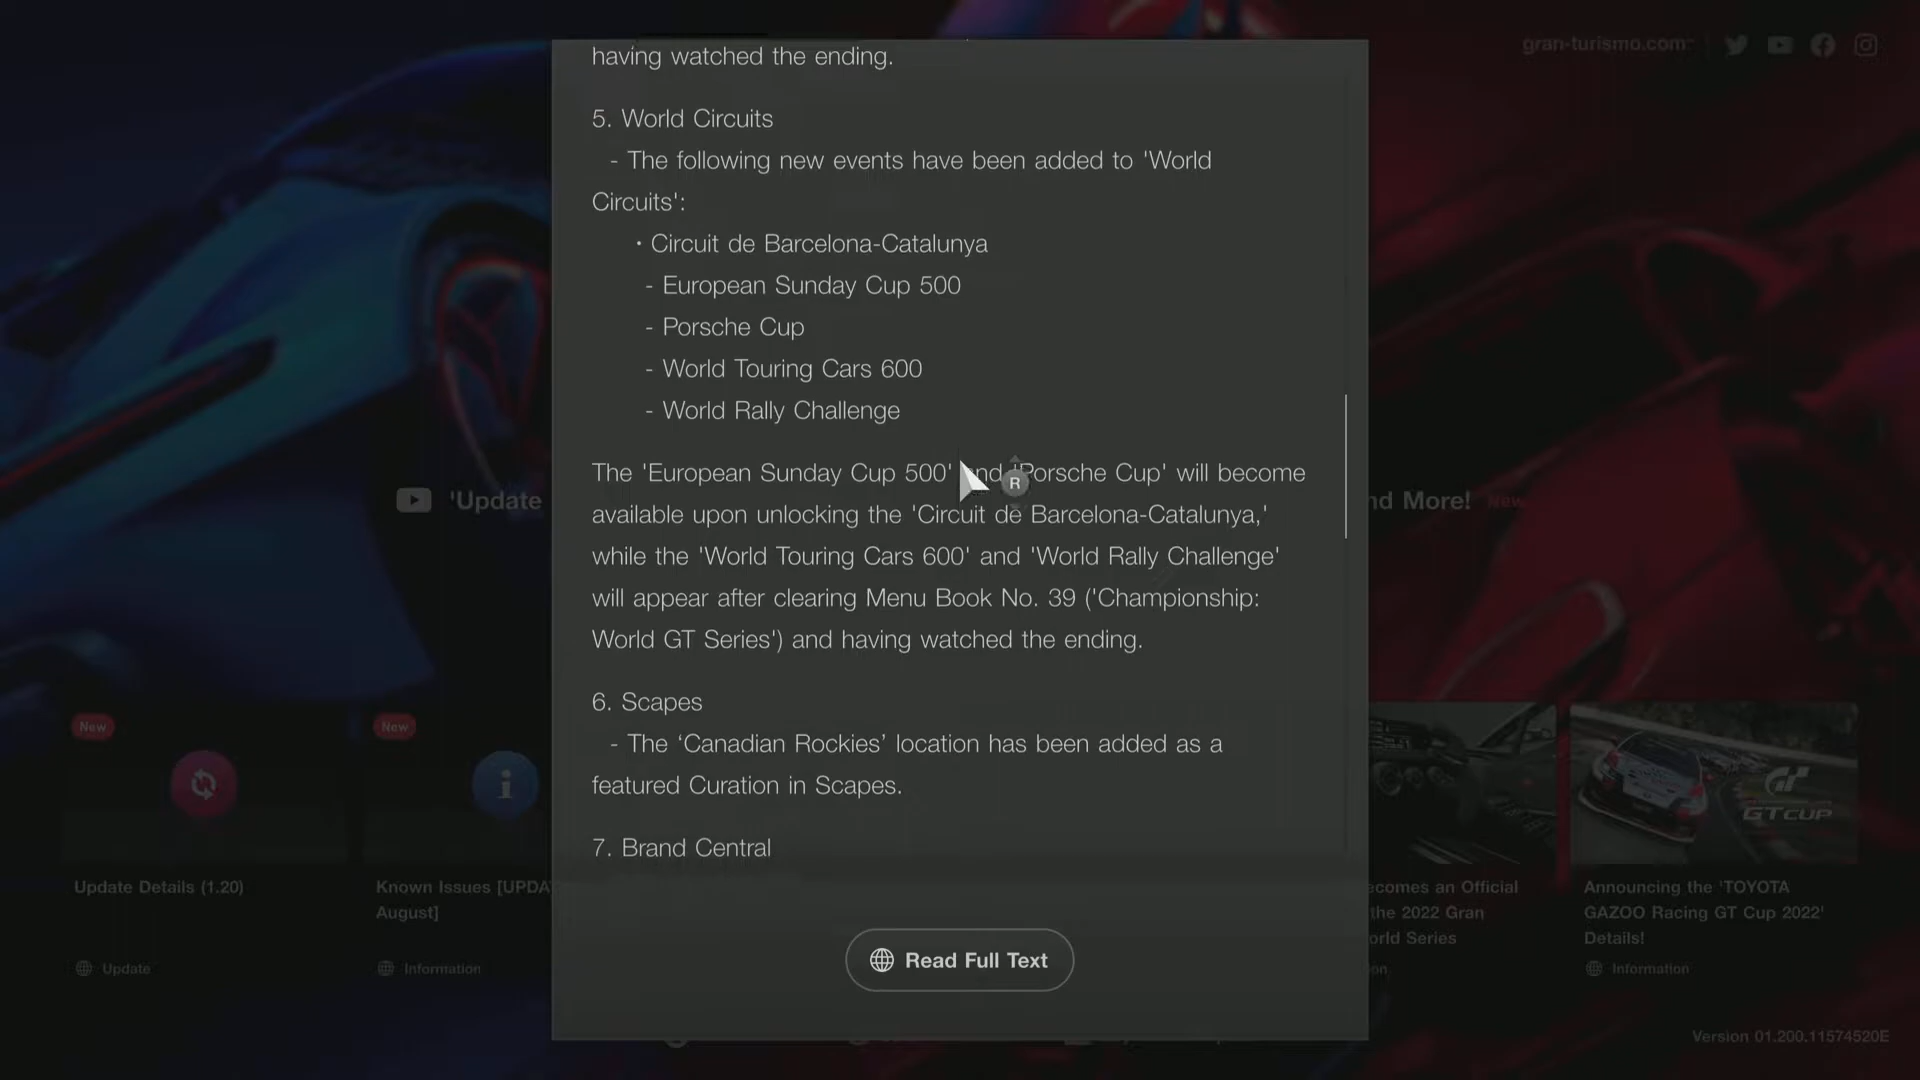 having watched the ending.
gran-turismo.com
5. World Circuits
- The following new events have been added to 'World
Circuits':
・Circuit de Barcelona-Catalunya
- European Sunday Cup 500
- Porsche Cup
- World Touring Cars 600
- World Rally Challenge
The 'European Sunday Cup 500' and 'Porsche Cup' will become
R
available upon unlocking the 'Circuit de Barcelona-Catalunya,'
while the 'World Touring Cars 600' and 'World Rally Challenge'
will appear after clearing Menu Book No. 39 ('Championship:
World GT Series') and having watched the ending.
'Update
nd More! New
6. Scapes
- The ‘Canadian Rockies’ location has been added as a
featured Curation in Scapes.
7. Brand Central
Read Full Text
New
Update Details (1.20)
Update
New
i
Known Issues [UPDA
August]
Information
ecomes an Official
the 2022 Gran
orld Series
on
GT CUP
Announcing the 'TOYOTA
GAZOO Racing GT Cup 2022'
Details!
Information
Version 01.200.11574520E